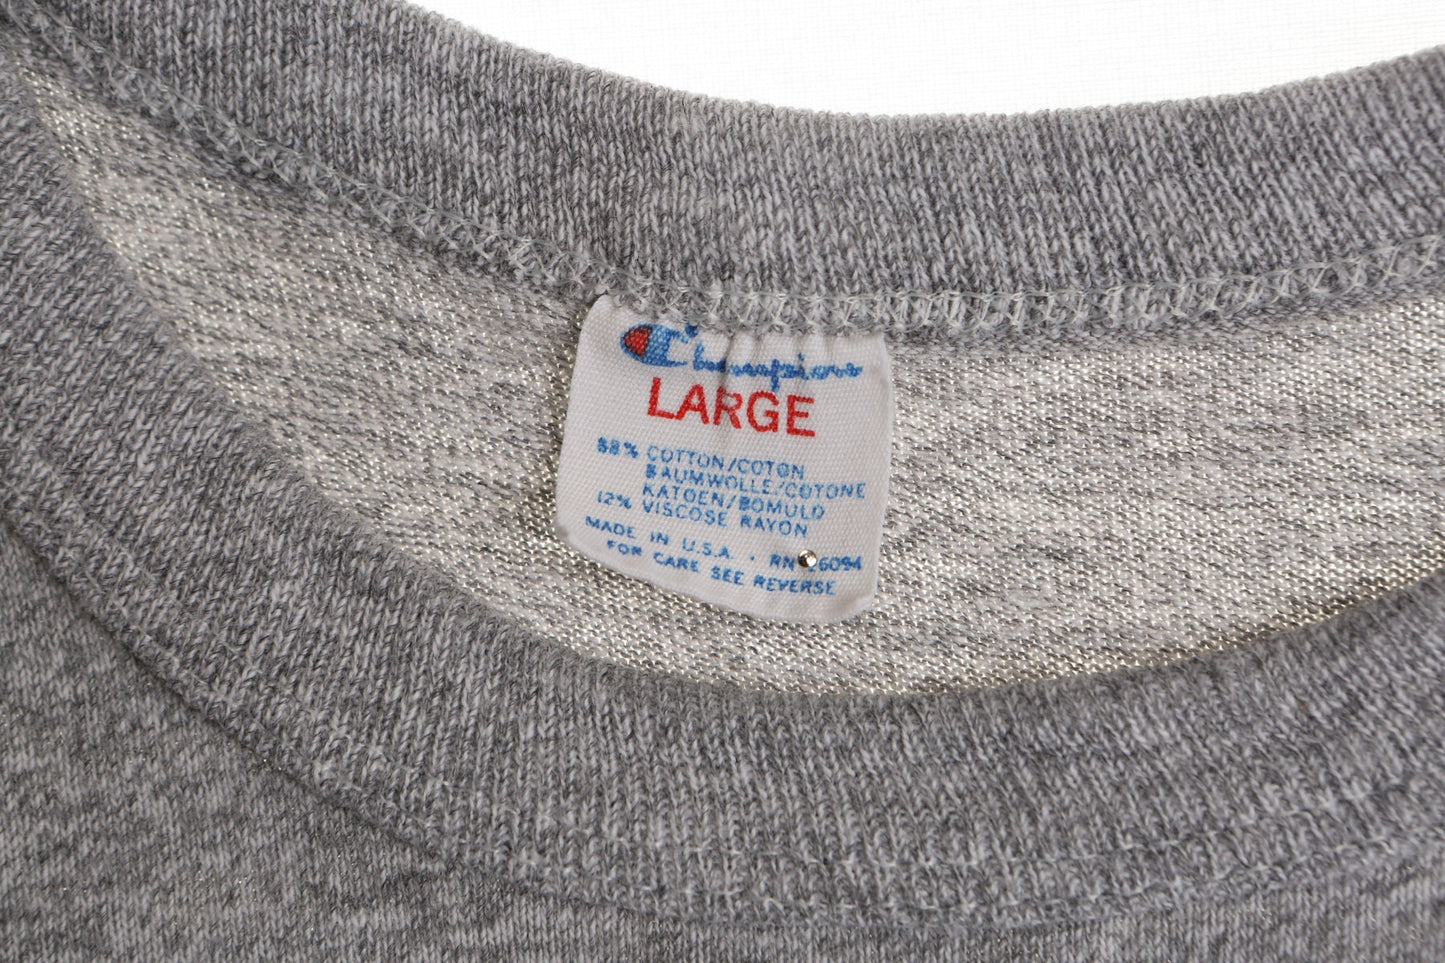 Champion
LARGE
88% COTTON/COTON
BAUMWOLLE/COTONE
KATOEN/BOMULD
12% VISCOSE RAYON
MADE IN U.S.A. · RN 26094
FOR CARE SEE REVERSE